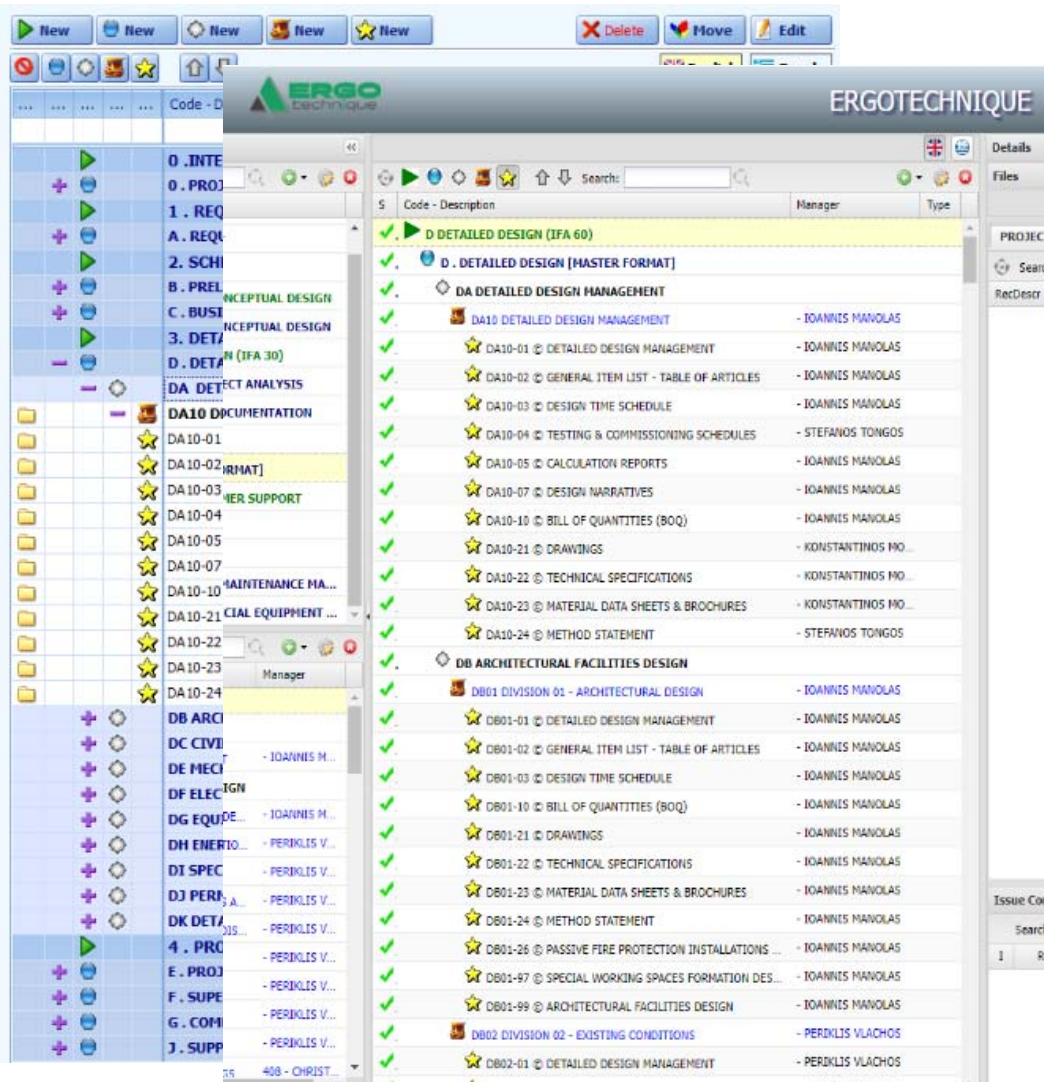 New New New New New Delete Move Edit
... ... ... ... ... Code - D
0 .INTE
0. PROJ
1 . REQ
A . REQU
2. SCHI
B . PREL
C . BUSI
3. DETA
D . DETA
DA DET
DA10 D
DA10-01
DA10-02
DA10-03
DA10-04
DA10-05
DA10-07
DA10-10
DA10-21
DA10-22
DA10-23
DA10-24
DB ARCH
DC CIVI
DE MECH
DF ELEC
DG EQU
DH ENER
DI SPEC
DJ PERM
DK DETA
4 . PRO
E . PROJ
F . SUPE
G . COMM
J . SUPP
ERGO
technique
ERGOTECHNIQUE
NCEPTUAL DESIGN
NCEPTUAL DESIGN
N (IFA 30)
ECT ANALYSIS
OCUMENTATION
RMAT]
MER SUPPORT
MAINTENANCE MA...
CIAL EQUIPMENT ...
Manager
- IOANNIS M...
IGN
DE... - IOANNIS M...
- PERIKLIS V...
- PERIKLIS V...
- PERIKLIS V...
- PERIKLIS V...
- PERIKLIS V...
- PERIKLIS V...
- PERIKLIS V...
- PERIKLIS V...
408 - CHRIST...
Search:
S Code - Description Manager Type
D DETAILED DESIGN (IFA 60)
D . DETAILED DESIGN [MASTER FORMAT]
DA DETAILED DESIGN MANAGEMENT
DA10 DETAILED DESIGN MANAGEMENT - IOANNIS MANOLAS
DA10-01 © DETAILED DESIGN MANAGEMENT - IOANNIS MANOLAS
DA10-02 © GENERAL ITEM LIST - TABLE OF ARTICLES - IOANNIS MANOLAS
DA10-03 © DESIGN TIME SCHEDULE - IOANNIS MANOLAS
DA10-04 © TESTING & COMMISSIONING SCHEDULES - STEFANOS TONGOS
DA10-05 © CALCULATION REPORTS - IOANNIS MANOLAS
DA10-07 © DESIGN NARRATIVES - IOANNIS MANOLAS
DA10-10 © BILL OF QUANTITIES (BOQ) - IOANNIS MANOLAS
DA10-21 © DRAWINGS - KONSTANTINOS MO...
DA10-22 © TECHNICAL SPECIFICATIONS - KONSTANTINOS MO...
DA10-23 © MATERIAL DATA SHEETS & BROCHURES - KONSTANTINOS MO...
DA10-24 © METHOD STATEMENT - STEFANOS TONGOS
DB ARCHITECTURAL FACILITIES DESIGN
DB01 DIVISION 01 - ARCHITECTURAL DESIGN - IOANNIS MANOLAS
DB01-01 © DETAILED DESIGN MANAGEMENT - IOANNIS MANOLAS
DB01-02 © GENERAL ITEM LIST - TABLE OF ARTICLES - IOANNIS MANOLAS
DB01-03 © DESIGN TIME SCHEDULE - IOANNIS MANOLAS
DB01-10 © BILL OF QUANTITIES (BOQ) - IOANNIS MANOLAS
DB01-21 © DRAWINGS - IOANNIS MANOLAS
DB01-22 © TECHNICAL SPECIFICATIONS - IOANNIS MANOLAS
DB01-23 © MATERIAL DATA SHEETS & BROCHURES - IOANNIS MANOLAS
DB01-24 © METHOD STATEMENT - IOANNIS MANOLAS
DB01-26 © PASSIVE FIRE PROTECTION INSTALLATIONS ... - IOANNIS MANOLAS
DB01-97 © SPECIAL WORKING SPACES FORMATION DES... - IOANNIS MANOLAS
DB01-99 © ARCHITECTURAL FACILITIES DESIGN - IOANNIS MANOLAS
DB02 DIVISION 02 - EXISTING CONDITIONS - PERIKLIS VLACHOS
DB02-01 © DETAILED DESIGN MANAGEMENT - PERIKLIS VLACHOS
Details
Files
PROJEC
Sear
RecDescr
Issue Co
Search
I R